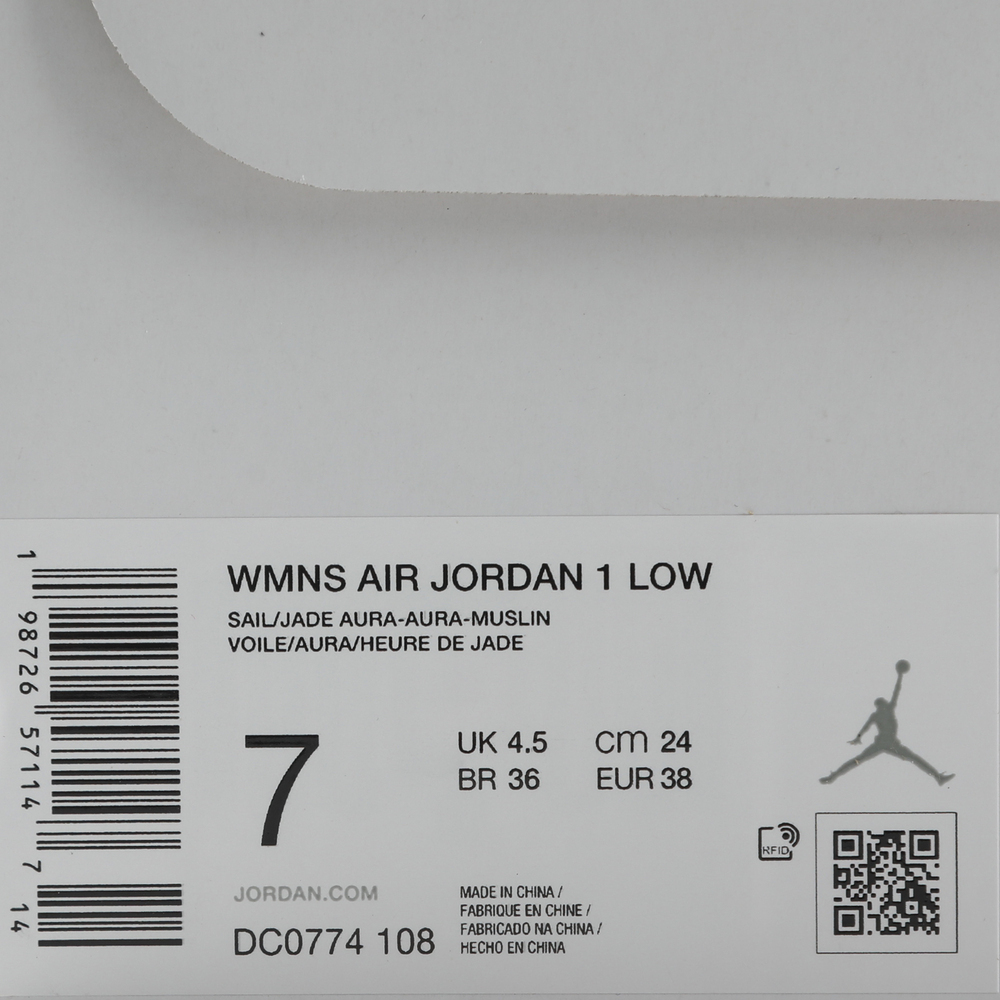 WMNS AIR JORDAN 1 LOW
SAIL/JADE AURA-AURA-MUSLIN
VOILE/AURA/HEURE DE JADE
7
UK 4.5 cm 24
BR 36 EUR 38
RFID
JORDAN.COM
DC0774 108
MADE IN CHINA /
FABRIQUE EN CHINE /
FABRICADO NA CHINA /
HECHO EN CHINA
1 98726 57114 7 14